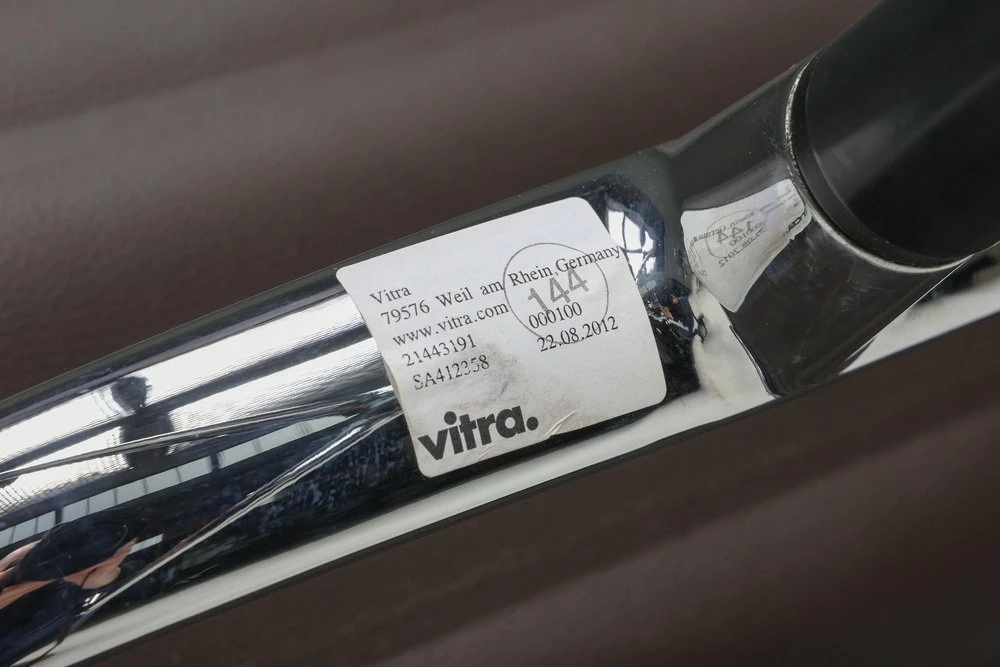 Vitra
79576 Weil am Rhein, Germany
www.vitra.com
144
000100
21443191
22.08.2012
SA412358
vitra.